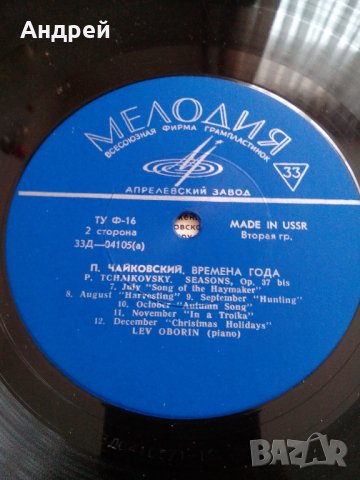 Андрей
МЕЛОДИЯ
ВСЕСОЮЗНАЯ ФИРМА ГРАМПЛАСТИНОК
33
АПРЕЛЕВСКИЙ ЗАВОД
ТУ Ф-16
MADE IN USSR
2 сторона
Вторая гр.
33Д—04105(а)
П. ЧАЙКОВСКИЙ. ВРЕМЕНА ГОДА
P. TCHAIKOVSKY. SEASONS, Op. 37 bis
7. July "Song of the Haymaker"
8. August "Harvesting" 9. September "Hunting"
10. October "Autumn Song"
11. November "In a Troika"
12. December "Christmas Holidays"
LEV OBORIN (piano)
bazar.bg